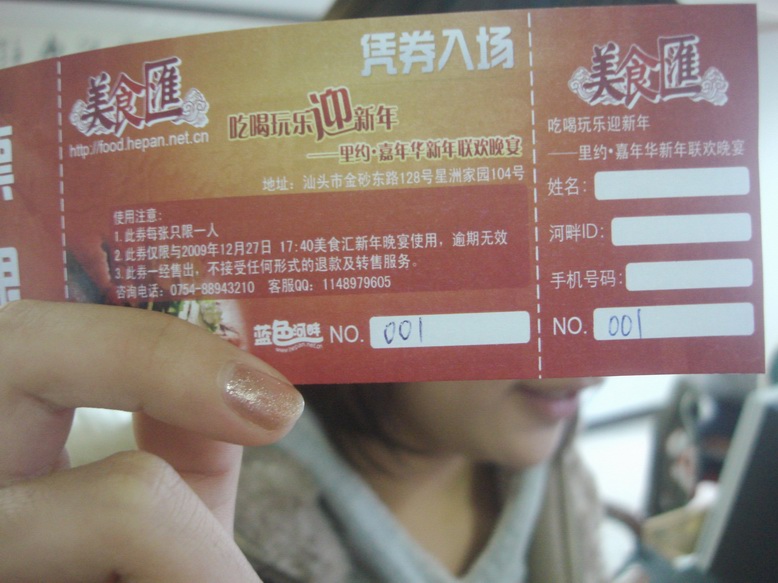 票
凭券入场
美食匯
http://food.hepan.net.cn
吃喝玩乐迎新年
——里约·嘉年华新年联欢晚宴
地址：汕头市金砂东路128号星洲家园104号
使用注意：
1. 此券每张只限一人
2. 此券仅限与2009年12月27日 17:40美食汇新年晚宴使用，逾期无效
3. 此券一经售出，不接受任何形式的退款及转售服务。
咨询电话：0754-88943210 客服QQ：1148979605
蓝色河畔
NO. 001
美食匯
吃喝玩乐迎新年
——里约·嘉年华新年联欢晚宴
姓名：
河畔ID：
手机号码：
NO. 001